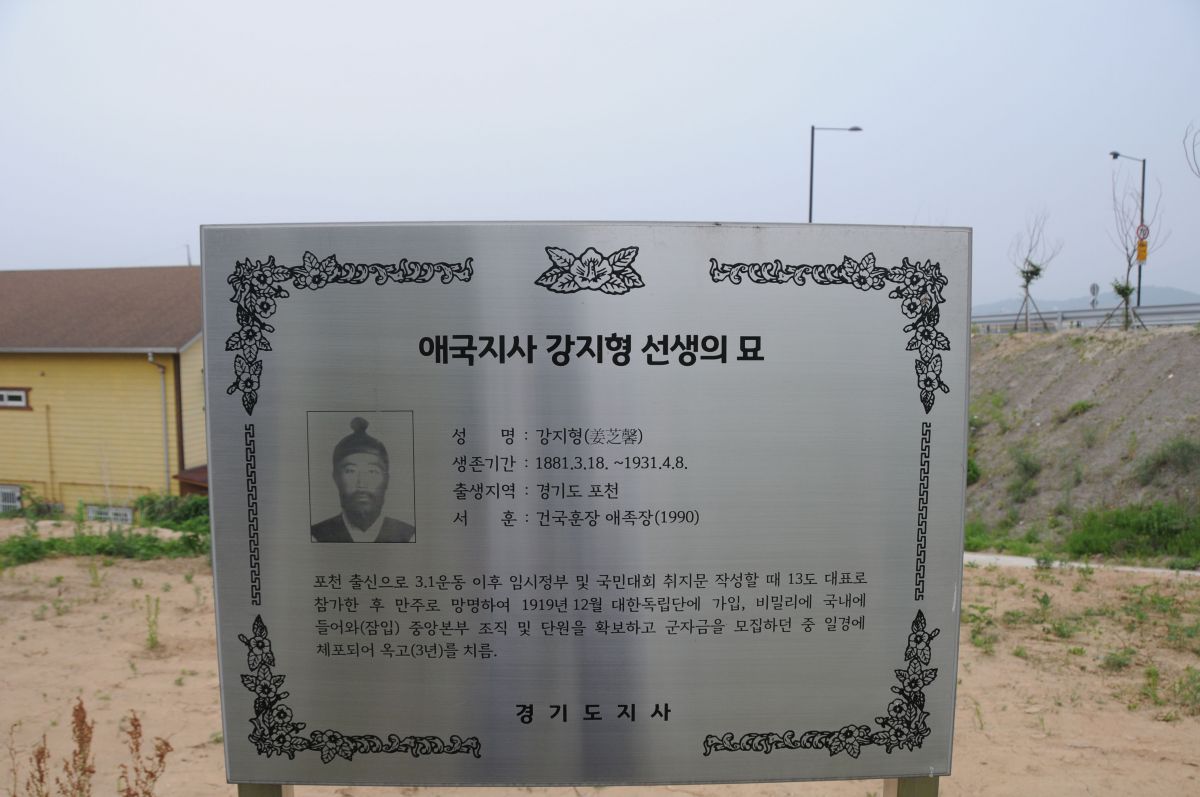 애국지사 강지형 선생의 묘
성 명 : 강지형(姜芝馨)
생존기간 : 1881.3.18. ~1931.4.8.
출생지역 : 경기도 포천
서 훈 : 건국훈장 애족장(1990)
포천 출신으로 3.1운동 이후 임시정부 및 국민대회 취지문 작성할 때 13도 대표로
참가한 후 만주로 망명하여 1919년 12월 대한독립단에 가입, 비밀리에 국내에
들어와(잠입) 중앙본부 조직 및 단원을 확보하고 군자금을 모집하던 중 일경에
체포되어 옥고(3년)를 치름.
경 기 도 지 사